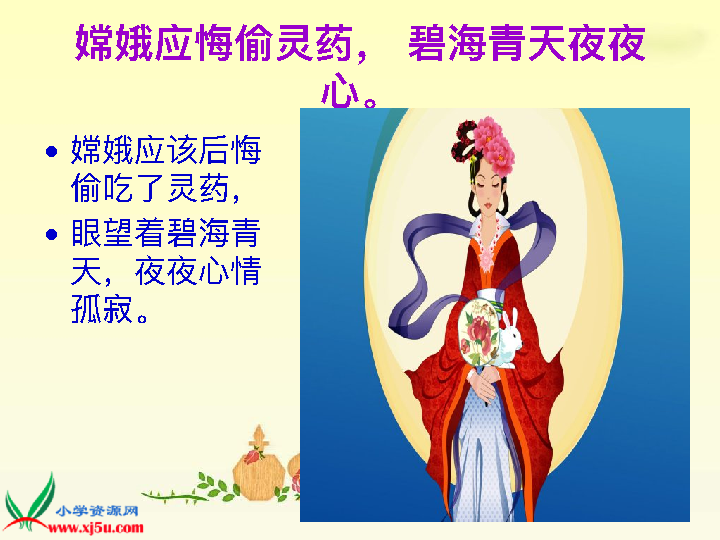 嫦娥应悔偷灵药， 碧海青天夜夜
心。
• 嫦娥应该后悔
偷吃了灵药，
• 眼望着碧海青
天，夜夜心情
孤寂。
小学资源网
www.xj5u.com